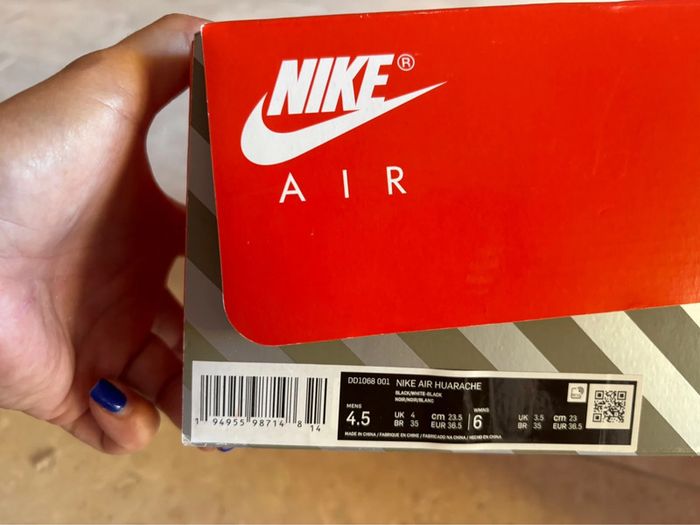 NIKE®
AIR
DD1068 001 NIKE AIR HUARACHE
BLACK/WHITE-BLACK
NOIR/NOIR/BLANC
MENS
4.5
UK 4
BR 35
cm 23.5
EUR 36.5
WMNS
6
UK 3.5
BR 35
cm 23
EUR 36.5
MADE IN CHINA / FABRIQUE EN CHINE / FABRICADO NA CHINA / HECHO EN CHINA
1 94955 98714 8 14